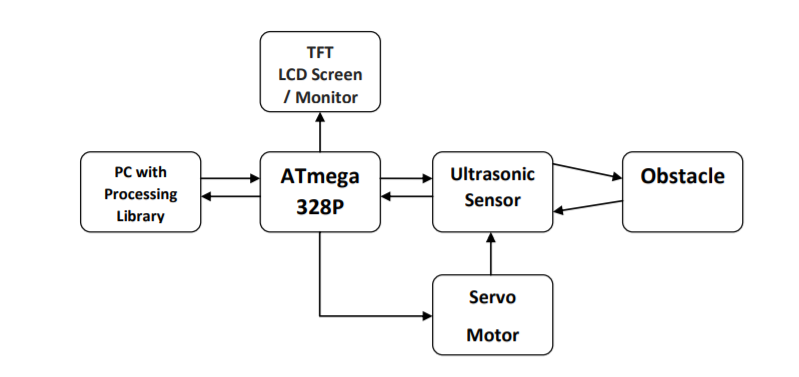 TFT
LCD Screen
/ Monitor
PC with
Processing
Library
ATmega
328P
Ultrasonic
Sensor
Obstacle
Servo
Motor